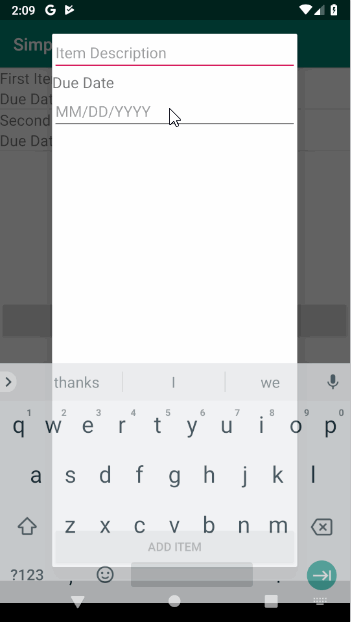 2:09 G
Simp
Item Description
First Ite
Due Date
Due Dat
MM/DD/YYYY
Second
Due Dat
thanks I we
1 2 3 4 5 6 7 8 9 0
q w e r t y u i o p
a s d f g h j k l
z x c v b n m
ADD ITEM
?123 , .